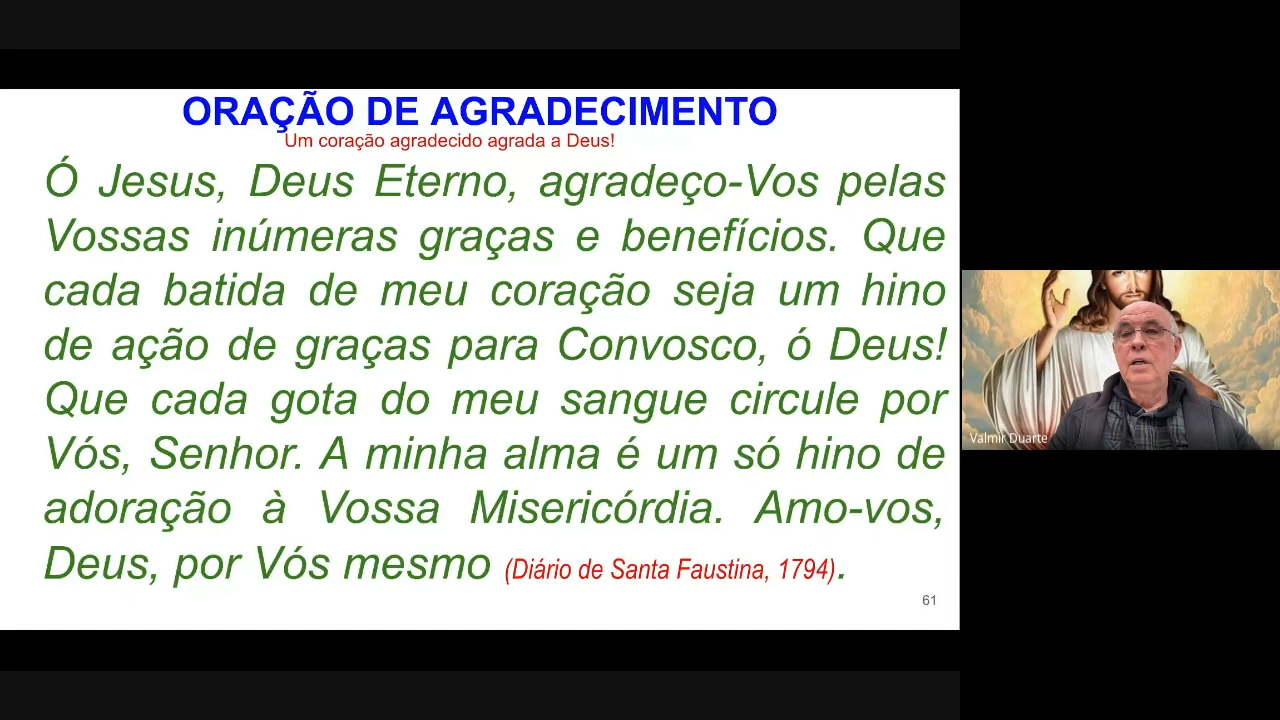 ORAÇÃO DE AGRADECIMENTO
Um coração agradecido agrada a Deus!
Ó Jesus, Deus Eterno, agradeço-Vos pelas
Vossas inúmeras graças e benefícios. Que
cada batida de meu coração seja um hino
de ação de graças para Convosco, ó Deus!
Que cada gota do meu sangue circule por
Vós, Senhor. A minha alma é um só hino de
adoração à Vossa Misericórdia. Amo-vos,
Deus, por Vós mesmo (Diário de Santa Faustina, 1794).
61
Valmir Duarte